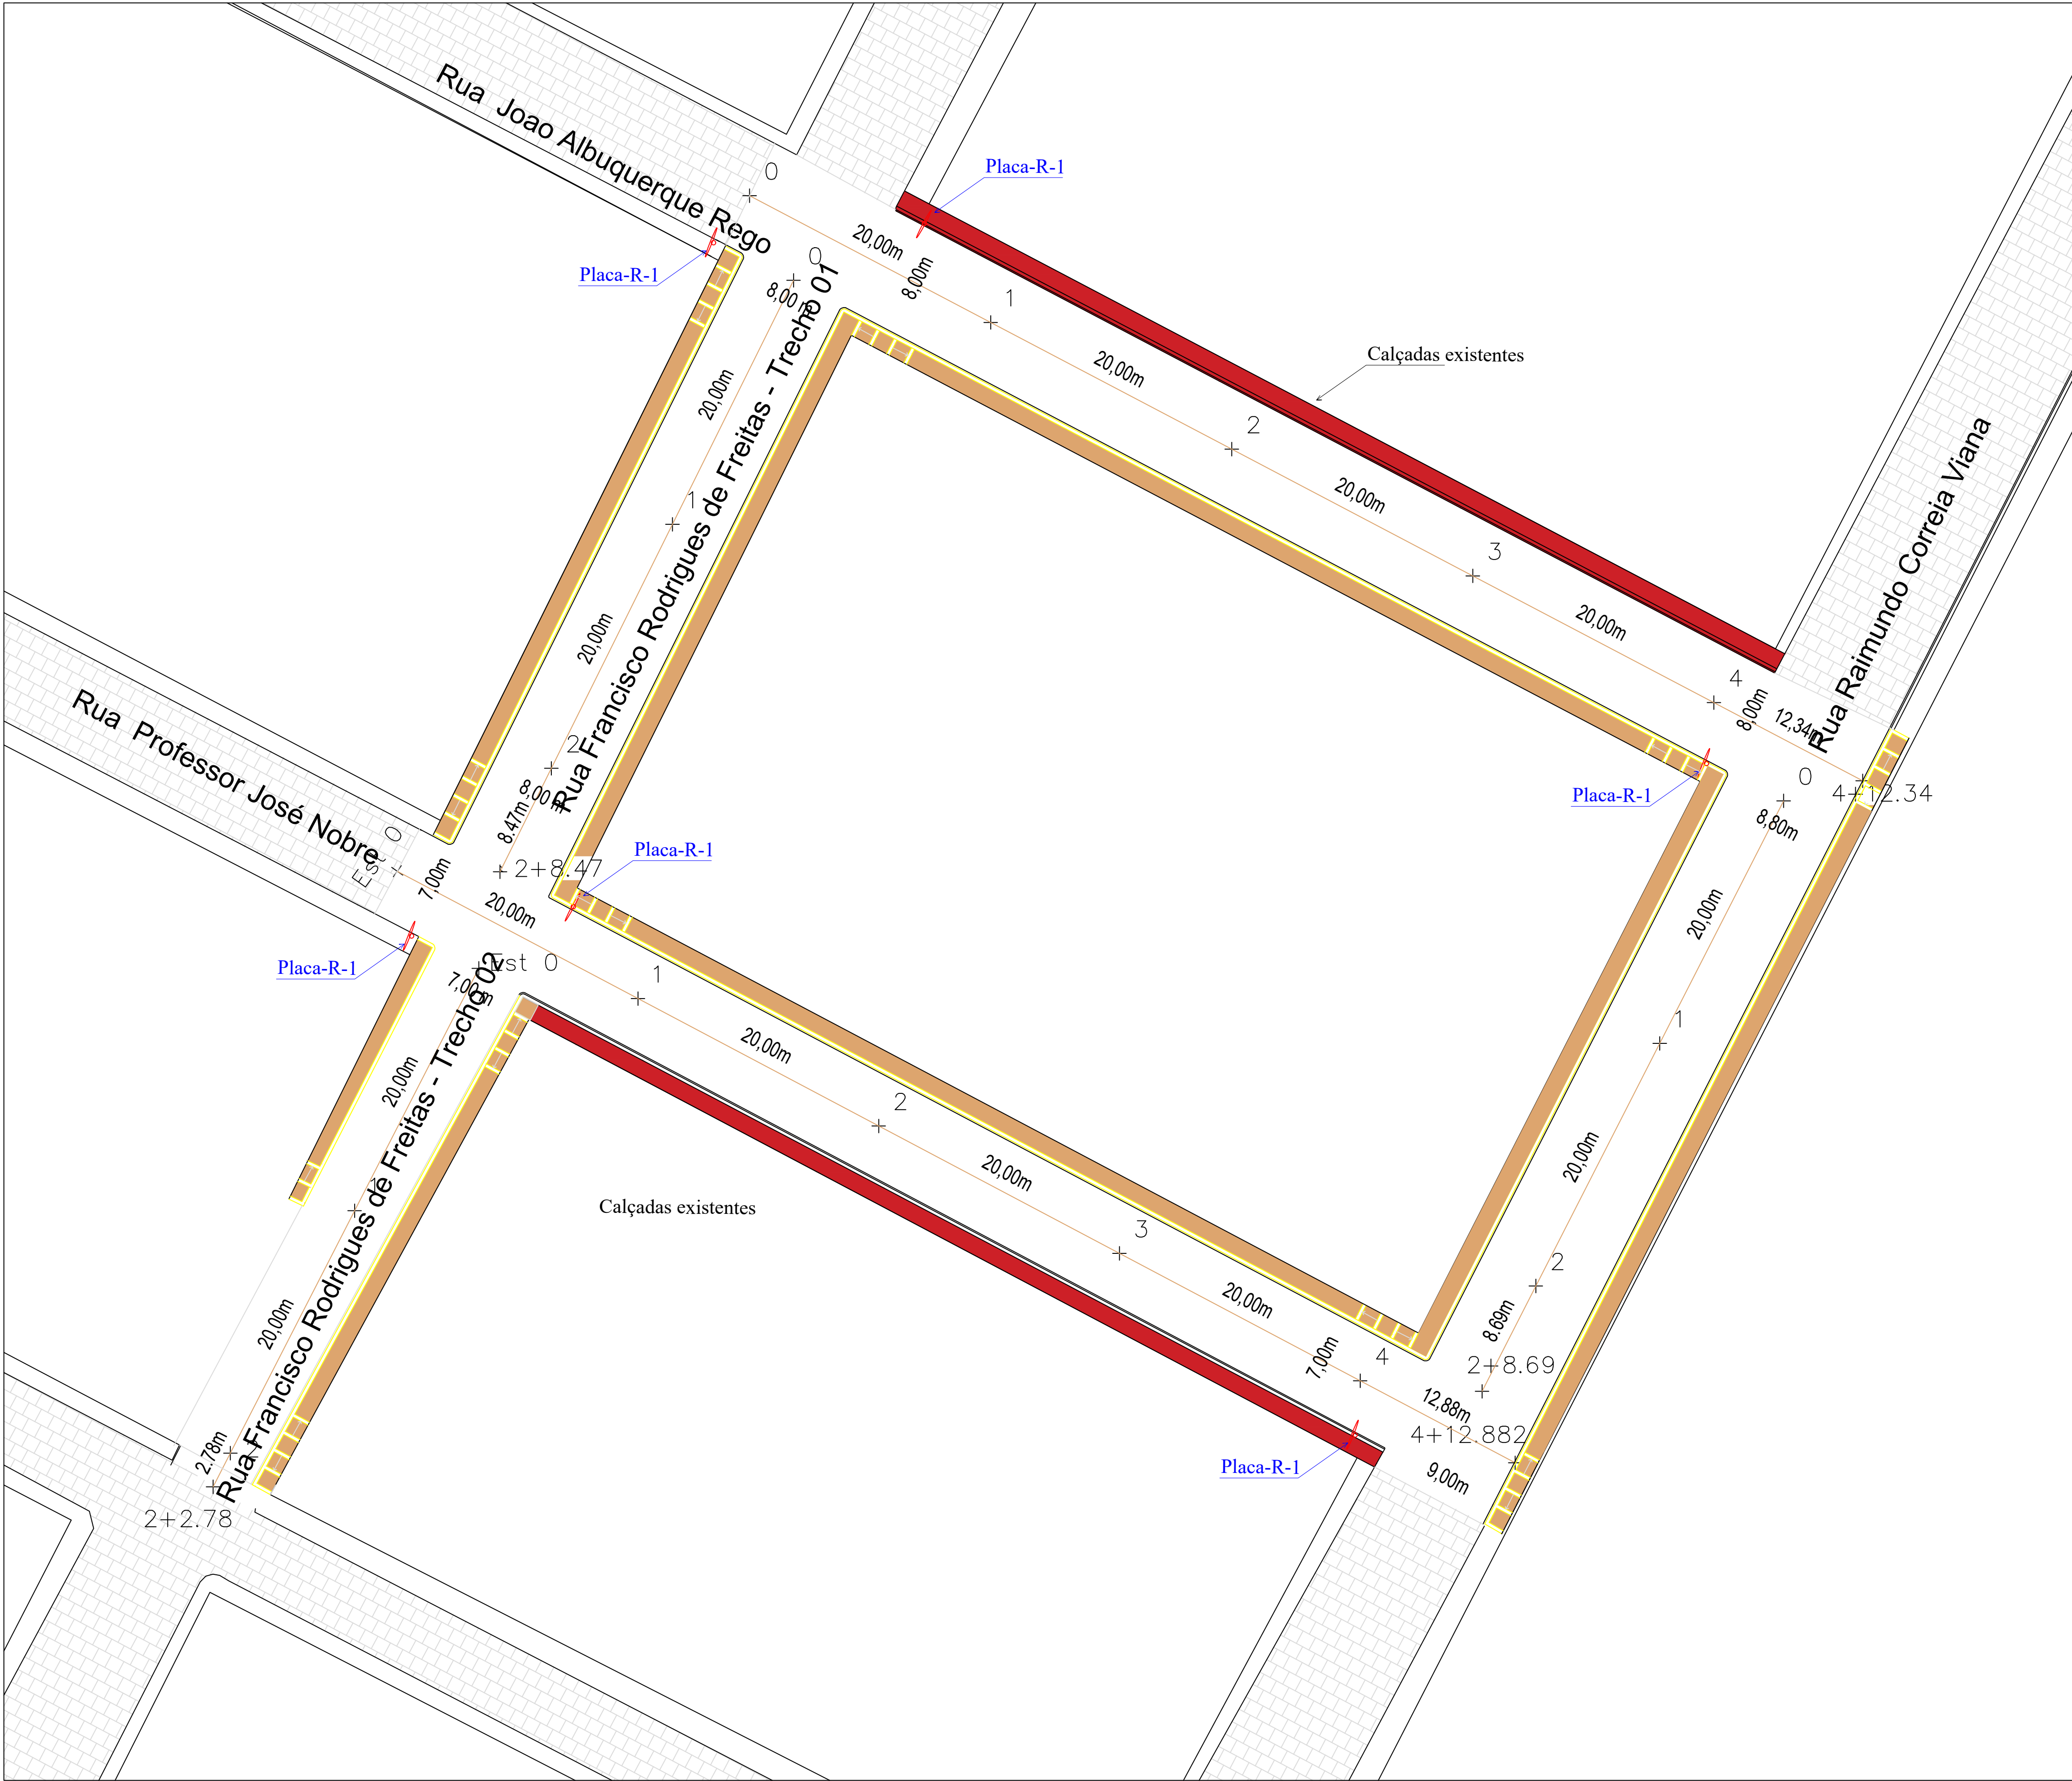 Rua Joao Albuquerque Rego
0
Placa-R-1
20,00m
8,00m
Placa-R-1
0
8,00 m
1
Rua Francisco Rodrigues de Freitas - Trecho 01
20,00m
Calçadas existentes
20,00m
2
20,00m
1
3
20,00m
Rua Raimundo Correia Viana
20,00m
4
8,00m
12,34m
4+12.34
Rua Professor José Nobre
2
8,00 m
8.47m
2+8.47
Placa-R-1
Placa-R-1
0
8,80m
Est 0
7,00m
20,00m
Placa-R-1
Est 0
7,00 m
1
20,00m
20,00m
1
Rua Francisco Rodrigues de Freitas - Trecho 02
20,00m
2
20,00m
20,00m
Calçadas existentes
1
3
2
20,00m
20,00m
8.69m
7,00m
4
2+8.69
12,88m
4+12.882
9,00m
Placa-R-1
2.78m
2
2+2.78